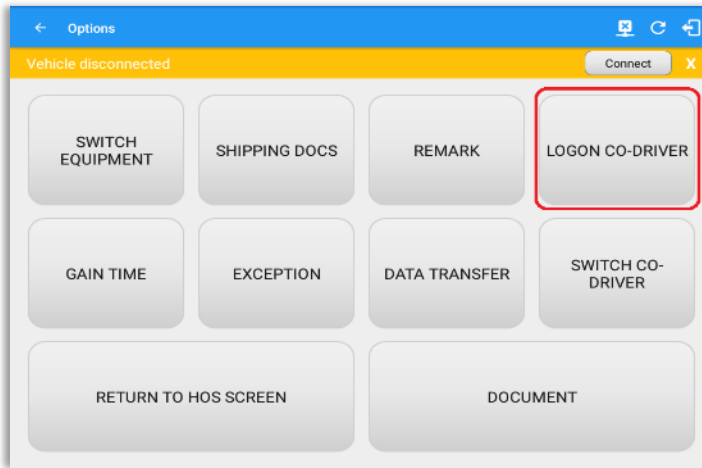 Options
Vehicle disconnected
Connect
X
SWITCH
EQUIPMENT
SHIPPING DOCS
REMARK
LOGON CO-DRIVER
GAIN TIME
EXCEPTION
DATA TRANSFER
SWITCH CO-
DRIVER
RETURN TO HOS SCREEN
DOCUMENT